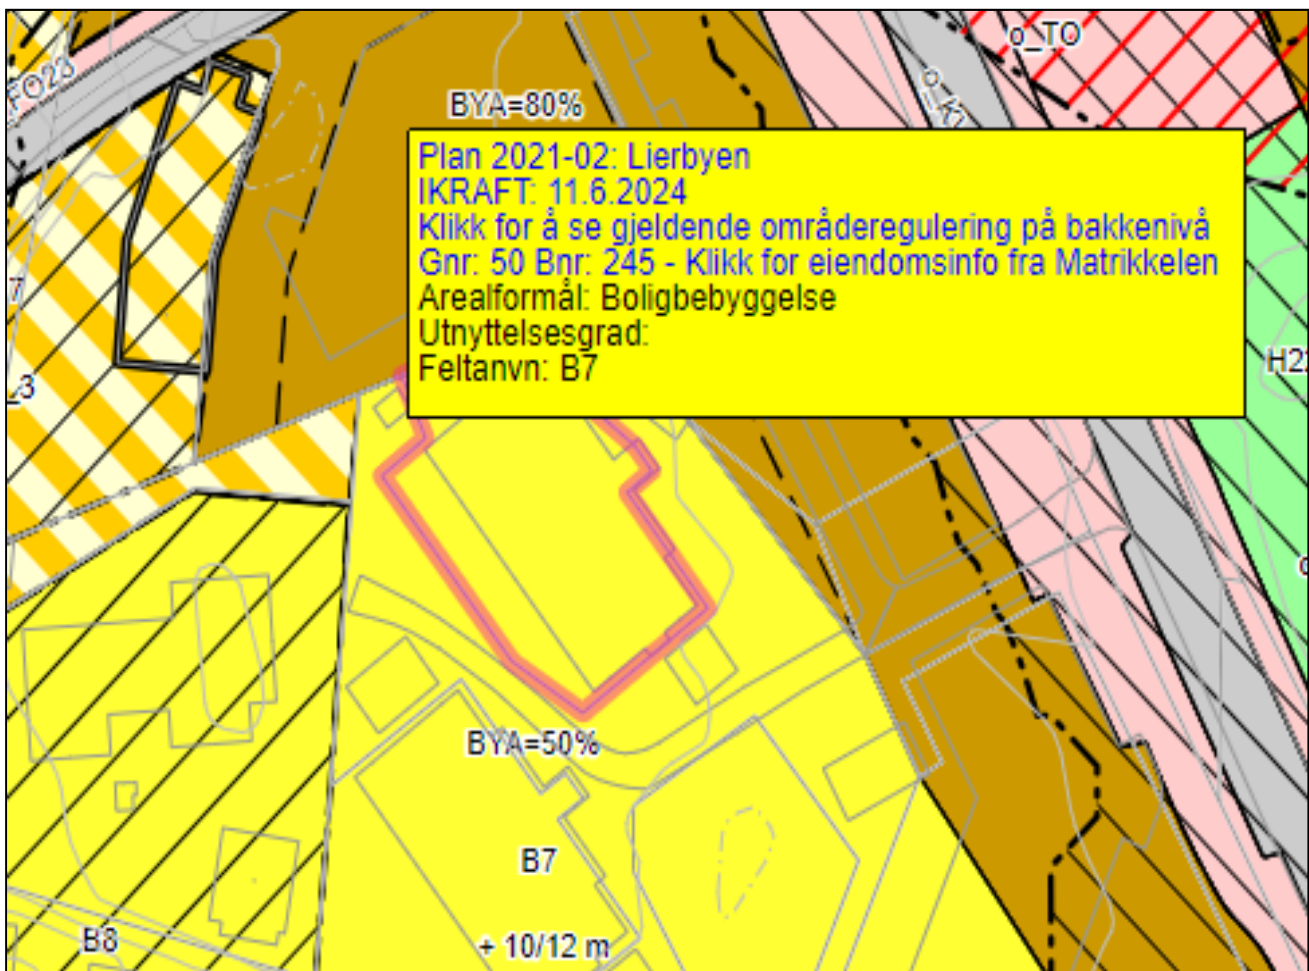 o_TO
FO23
BYA=80%
Plan 2021-02: Lierbyen
IKRAFT: 11.6.2024
Klikk for å se gjeldende områderegulering på bakkenivå
Gnr: 50 Bnr: 245 - Klikk for eiendomsinfo fra Matrikkelen
Arealformål: Boligbebyggelse
Utnyttelsesgrad:
Feltanvn: B7
7
_3
BYA=50%
B7
B8
+ 10/12 m